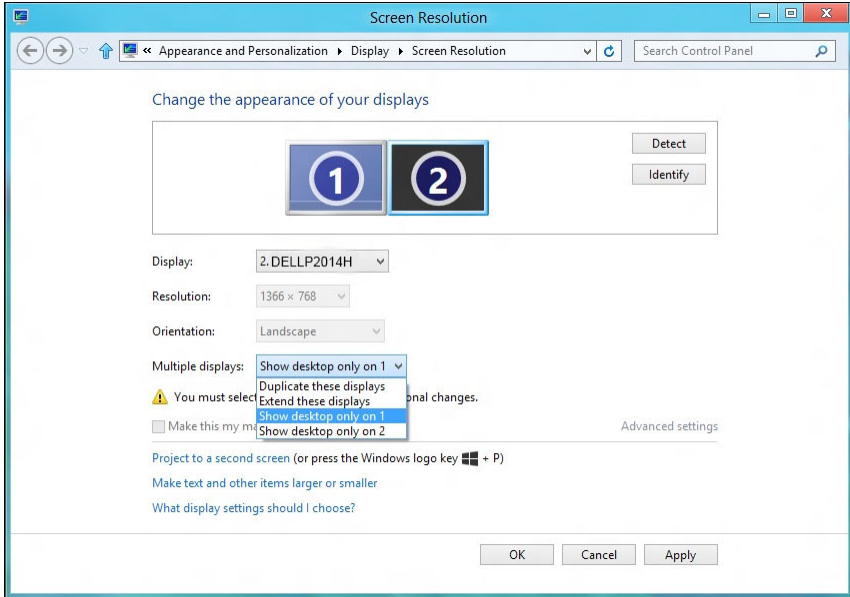 Screen Resolution
« Appearance and Personalization Display Screen Resolution Search Control Panel
Change the appearance of your displays
1 2
Detect
Identify
Display: 2. DELLP2014H
Resolution: 1366 × 768
Orientation: Landscape
Multiple displays: Show desktop only on 1
Duplicate these displays
You must select onal changes.
Extend these displays
Show desktop only on 1
Make this my Advanced settings
Show desktop only on 2
Project to a second screen (or press the Windows logo key + P)
Make text and other items larger or smaller
What display settings should I choose?
OK Cancel Apply